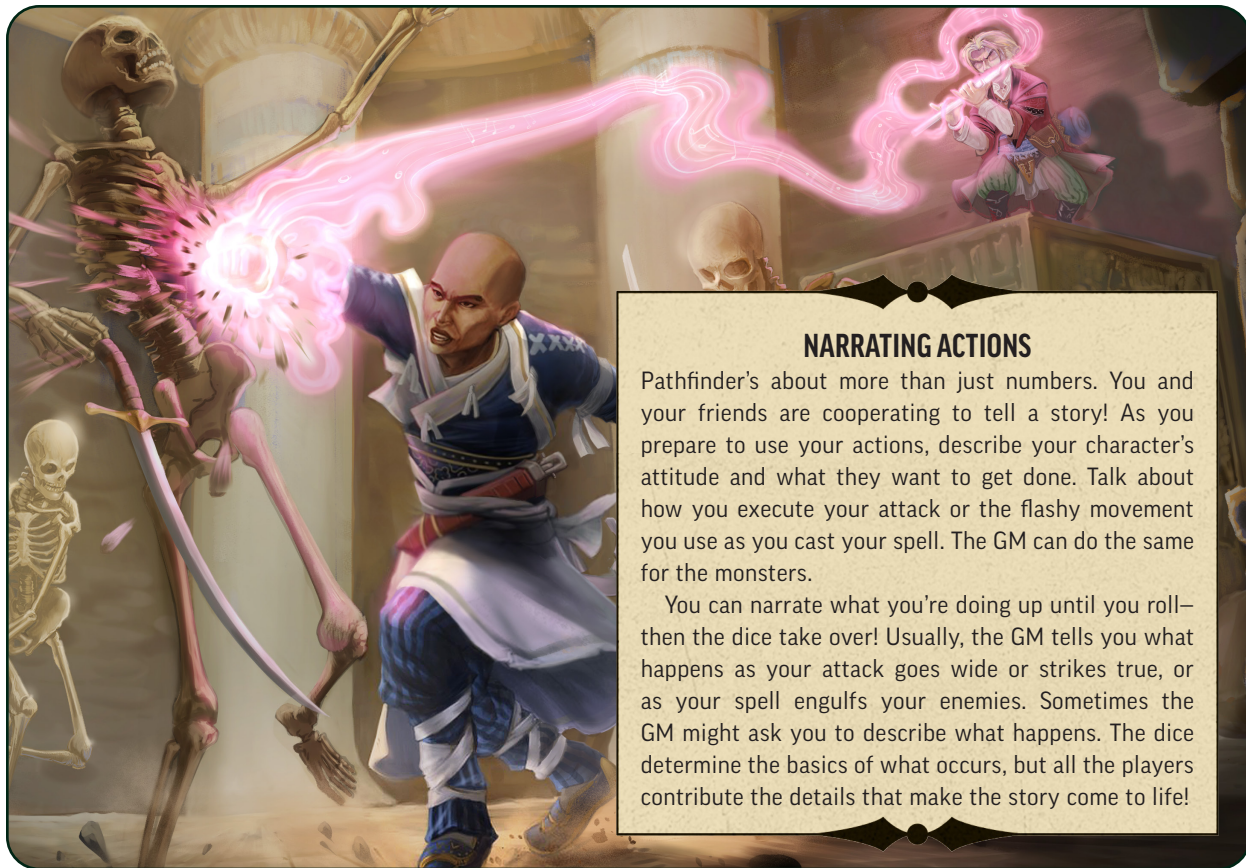 NARRATING ACTIONS
Pathfinder's about more than just numbers. You and
your friends are cooperating to tell a story! As you
prepare to use your actions, describe your character's
attitude and what they want to get done. Talk about
how you execute your attack or the flashy movement
you use as you cast your spell. The GM can do the same
for the monsters.
You can narrate what you're doing up until you roll—
then the dice take over! Usually, the GM tells you what
happens as your attack goes wide or strikes true, or
as your spell engulfs your enemies. Sometimes the
GM might ask you to describe what happens. The dice
determine the basics of what occurs, but all the players
contribute the details that make the story come to life!